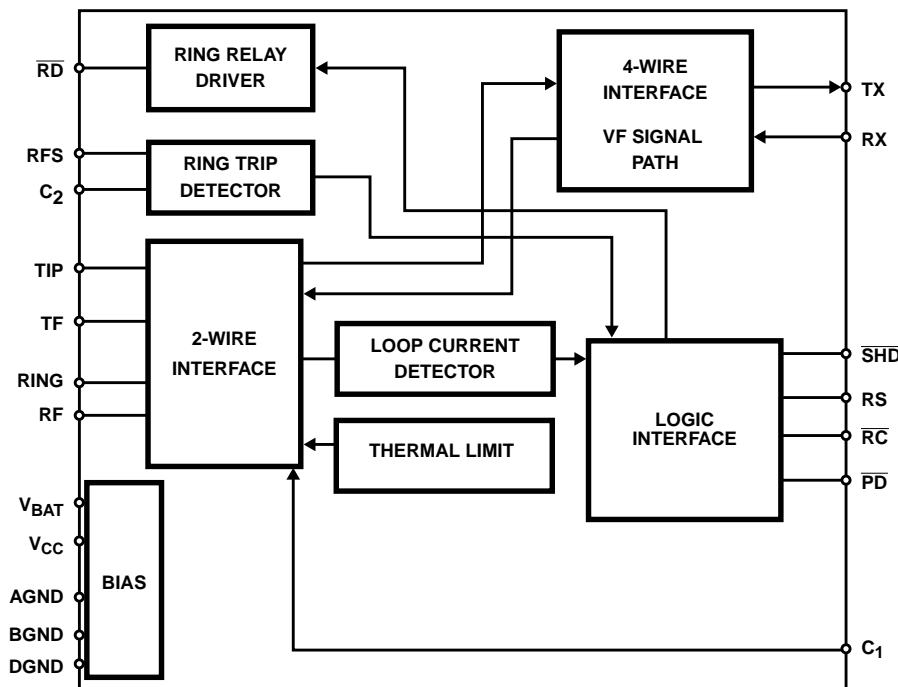 RD
RING RELAY
DRIVER
4-WIRE
INTERFACE
VF SIGNAL
PATH
TX
RX
RFS
C2
RING TRIP
DETECTOR
TIP
TF
RING
RF
2-WIRE
INTERFACE
LOOP CURRENT
DETECTOR
THERMAL LIMIT
LOGIC
INTERFACE
SHD
RS
RC
PD
VBAT
VCC
AGND
BGND
DGND
BIAS
C1